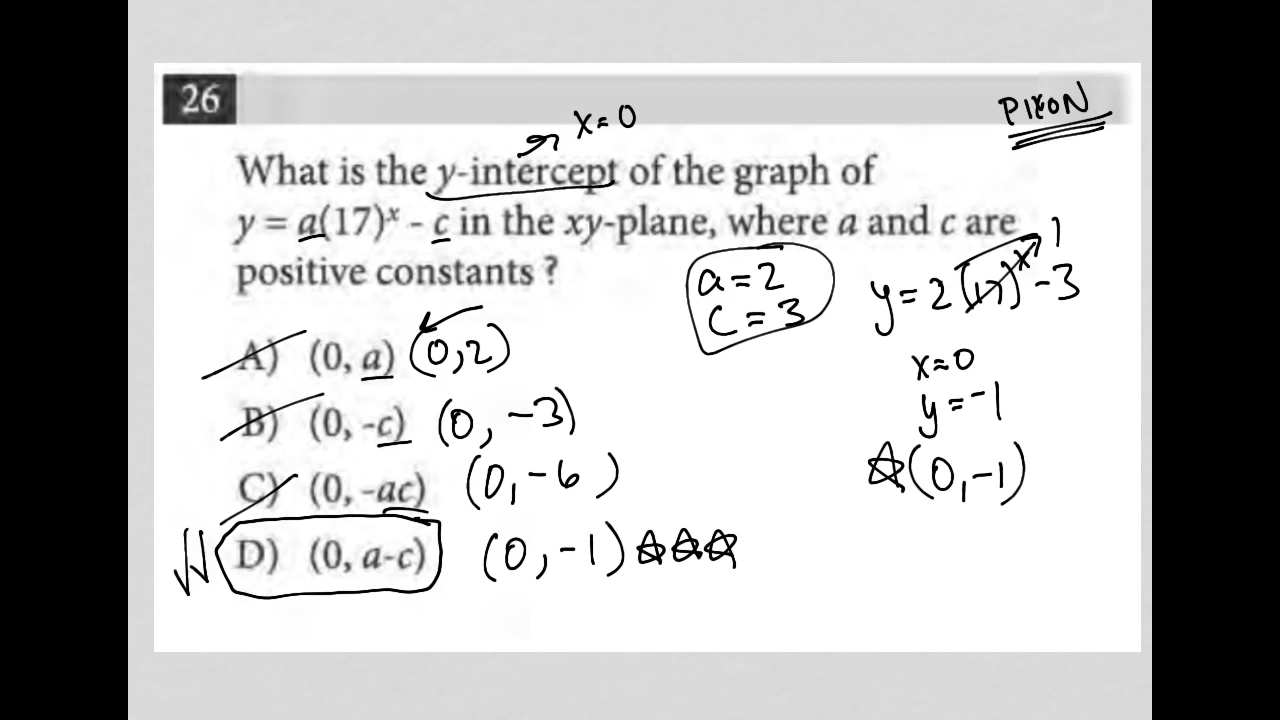 26
PIXON
x=0
What is the y-intercept of the graph of
y = a(17)ˣ - c in the xy-plane, where a and c are
positive constants ?
a=2
c=3
y=2(17)ˣ-3
1
x=0
y=-1
(0,-1)
A) (0, a) (0,2)
B) (0, -c) (0, -3)
C) (0, -ac) (0, -6)
D) (0, a-c) (0, -1)